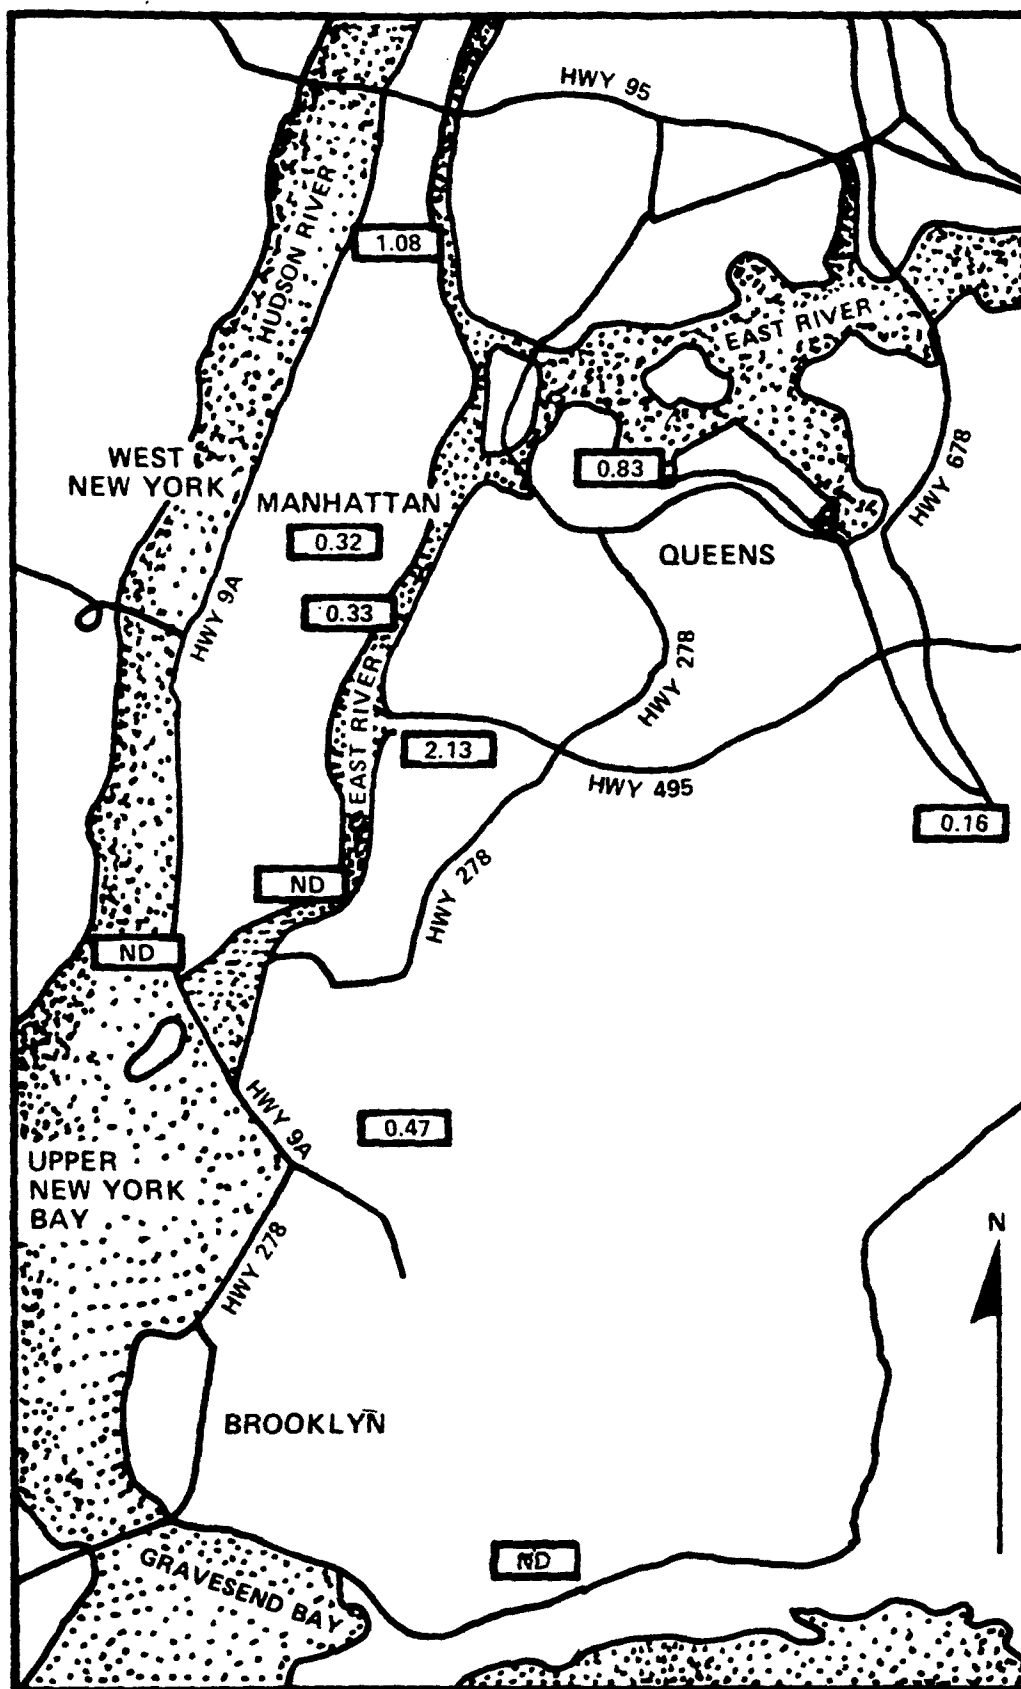 HWY 95
HUDSON RIVER
1.08
EAST RIVER
WEST
NEW YORK
HWY 678
0.83
MANHATTAN
0.32
QUEENS
HWY 9A
0.33
HWY 278
EAST RIVER
2.13
HWY 495
0.16
HWY 278
ND
ND
HWY 9A
0.47
UPPER
NEW YORK
BAY
N
HWY 278
BROOKLYN
ND
GRAVESEND BAY